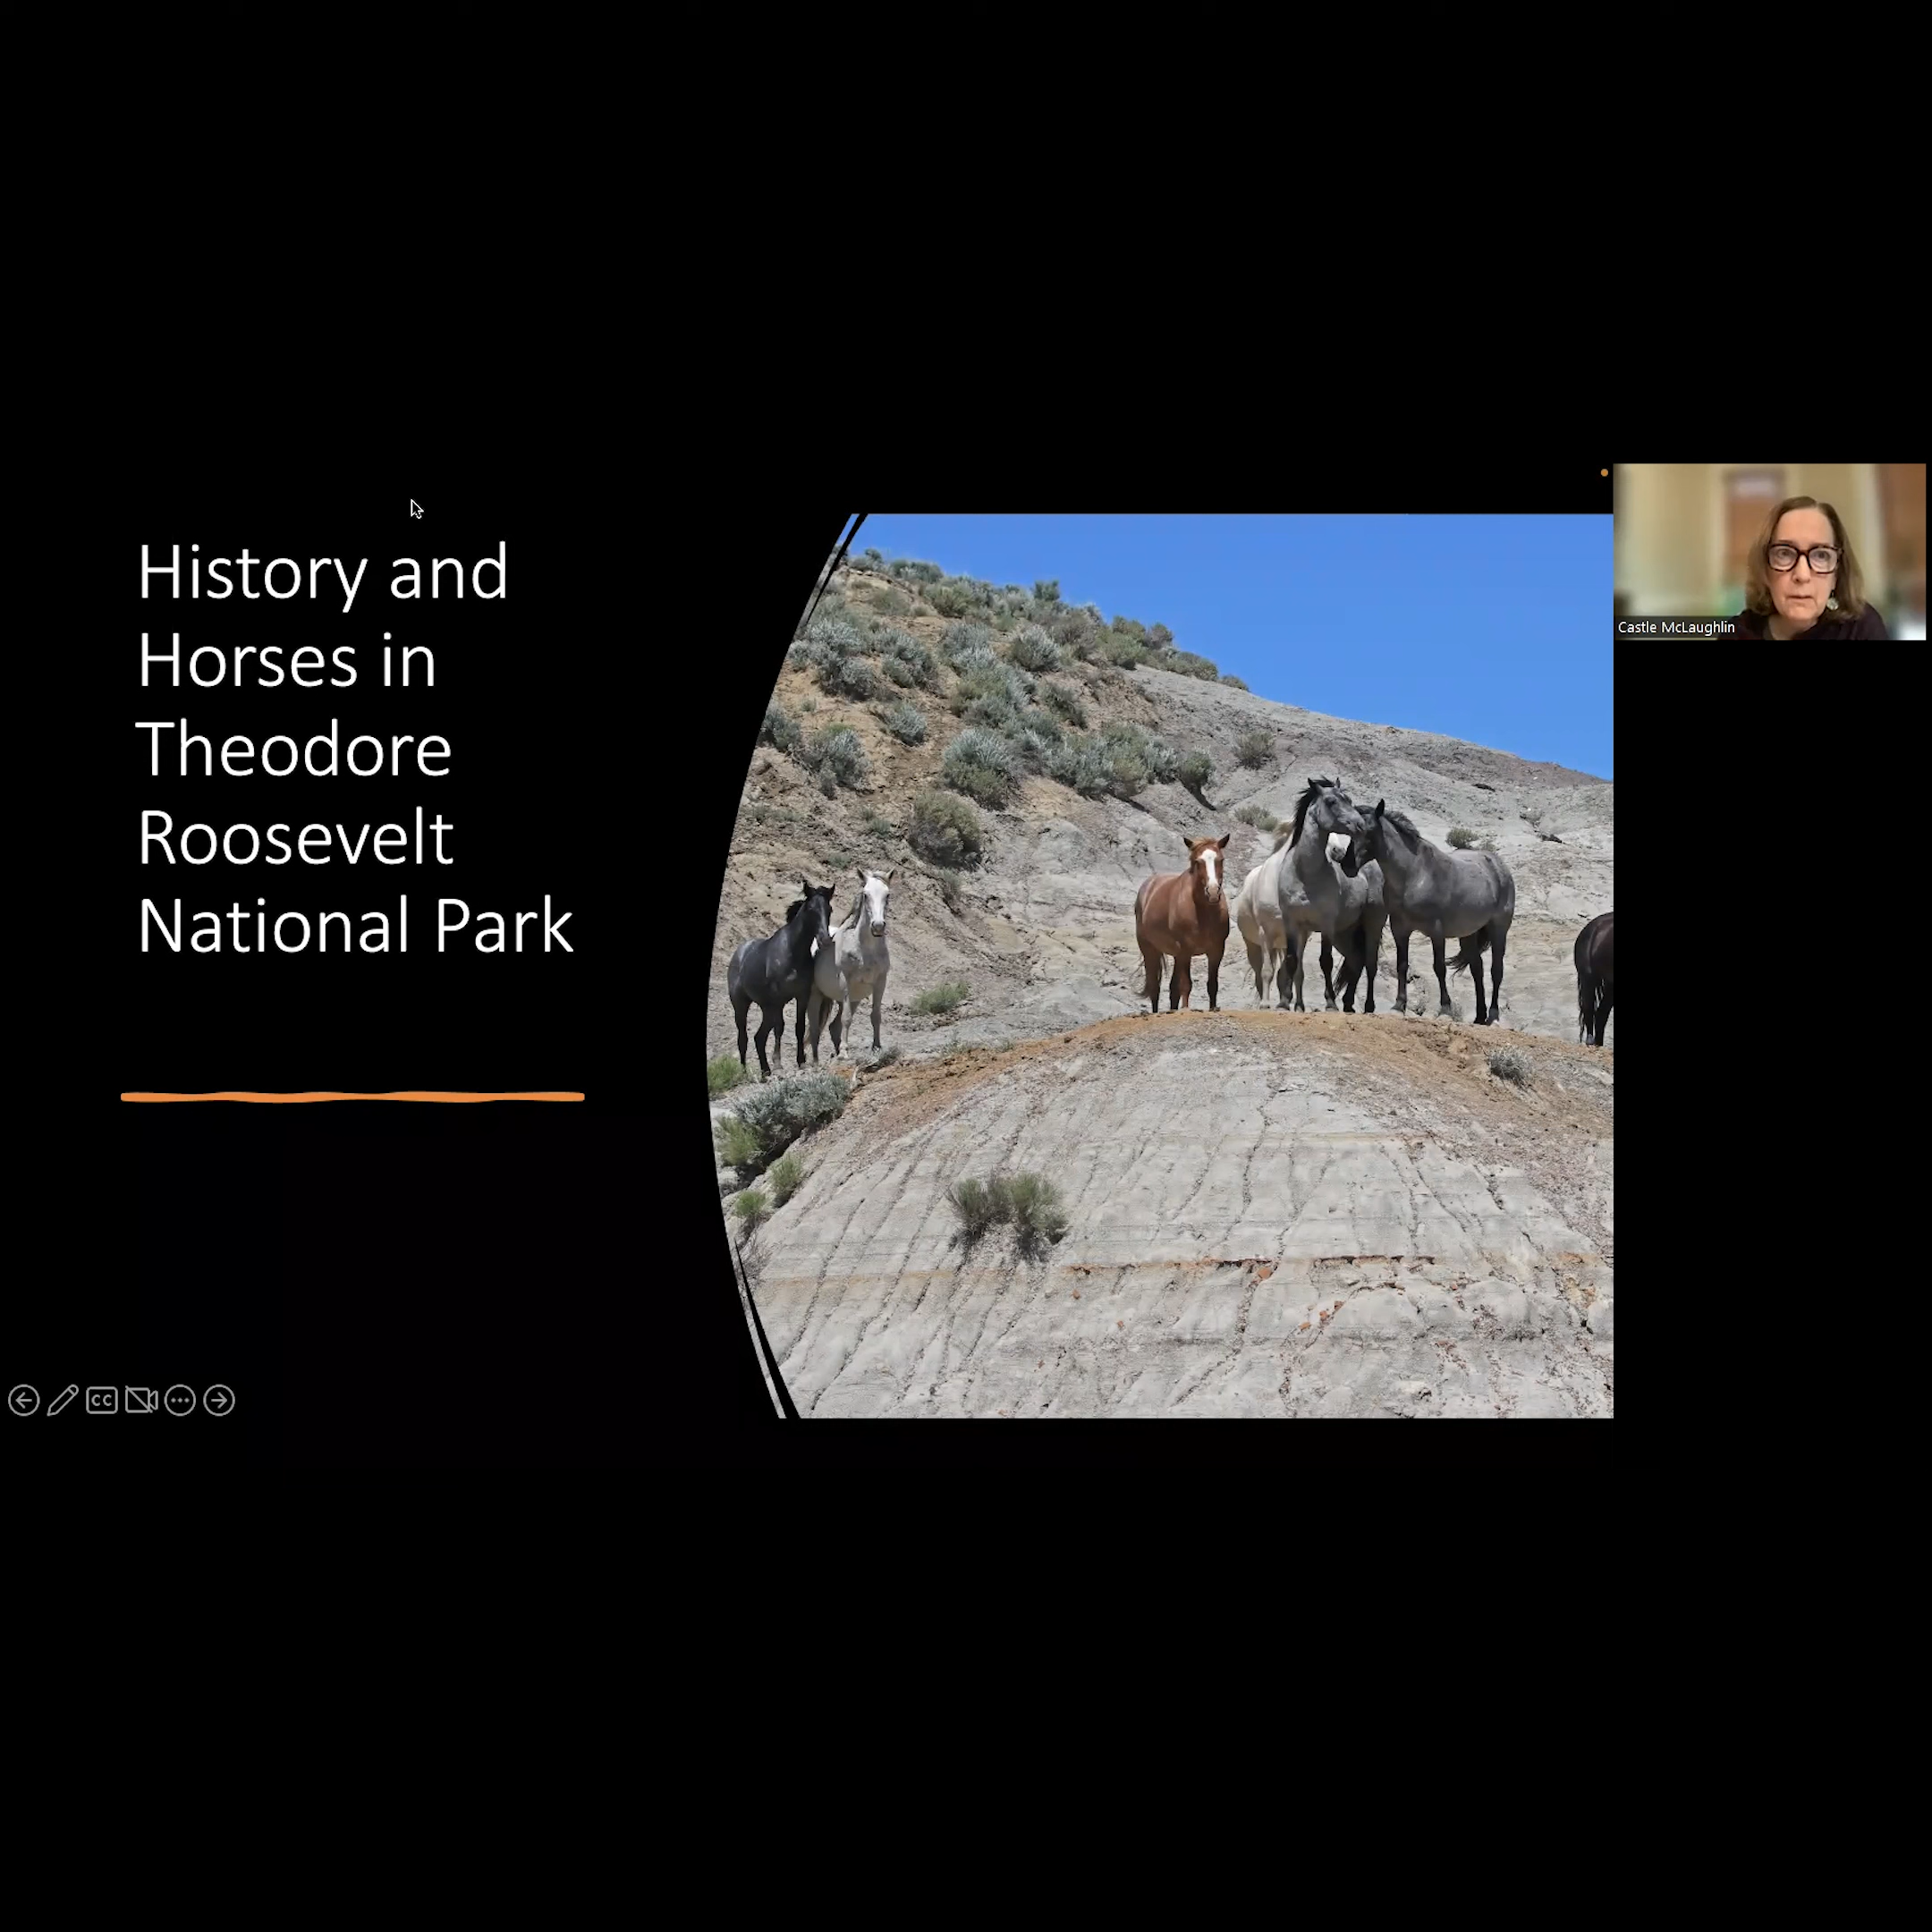 History and
Horses in
Theodore
Roosevelt
National Park
Castle McLaughlin
CC